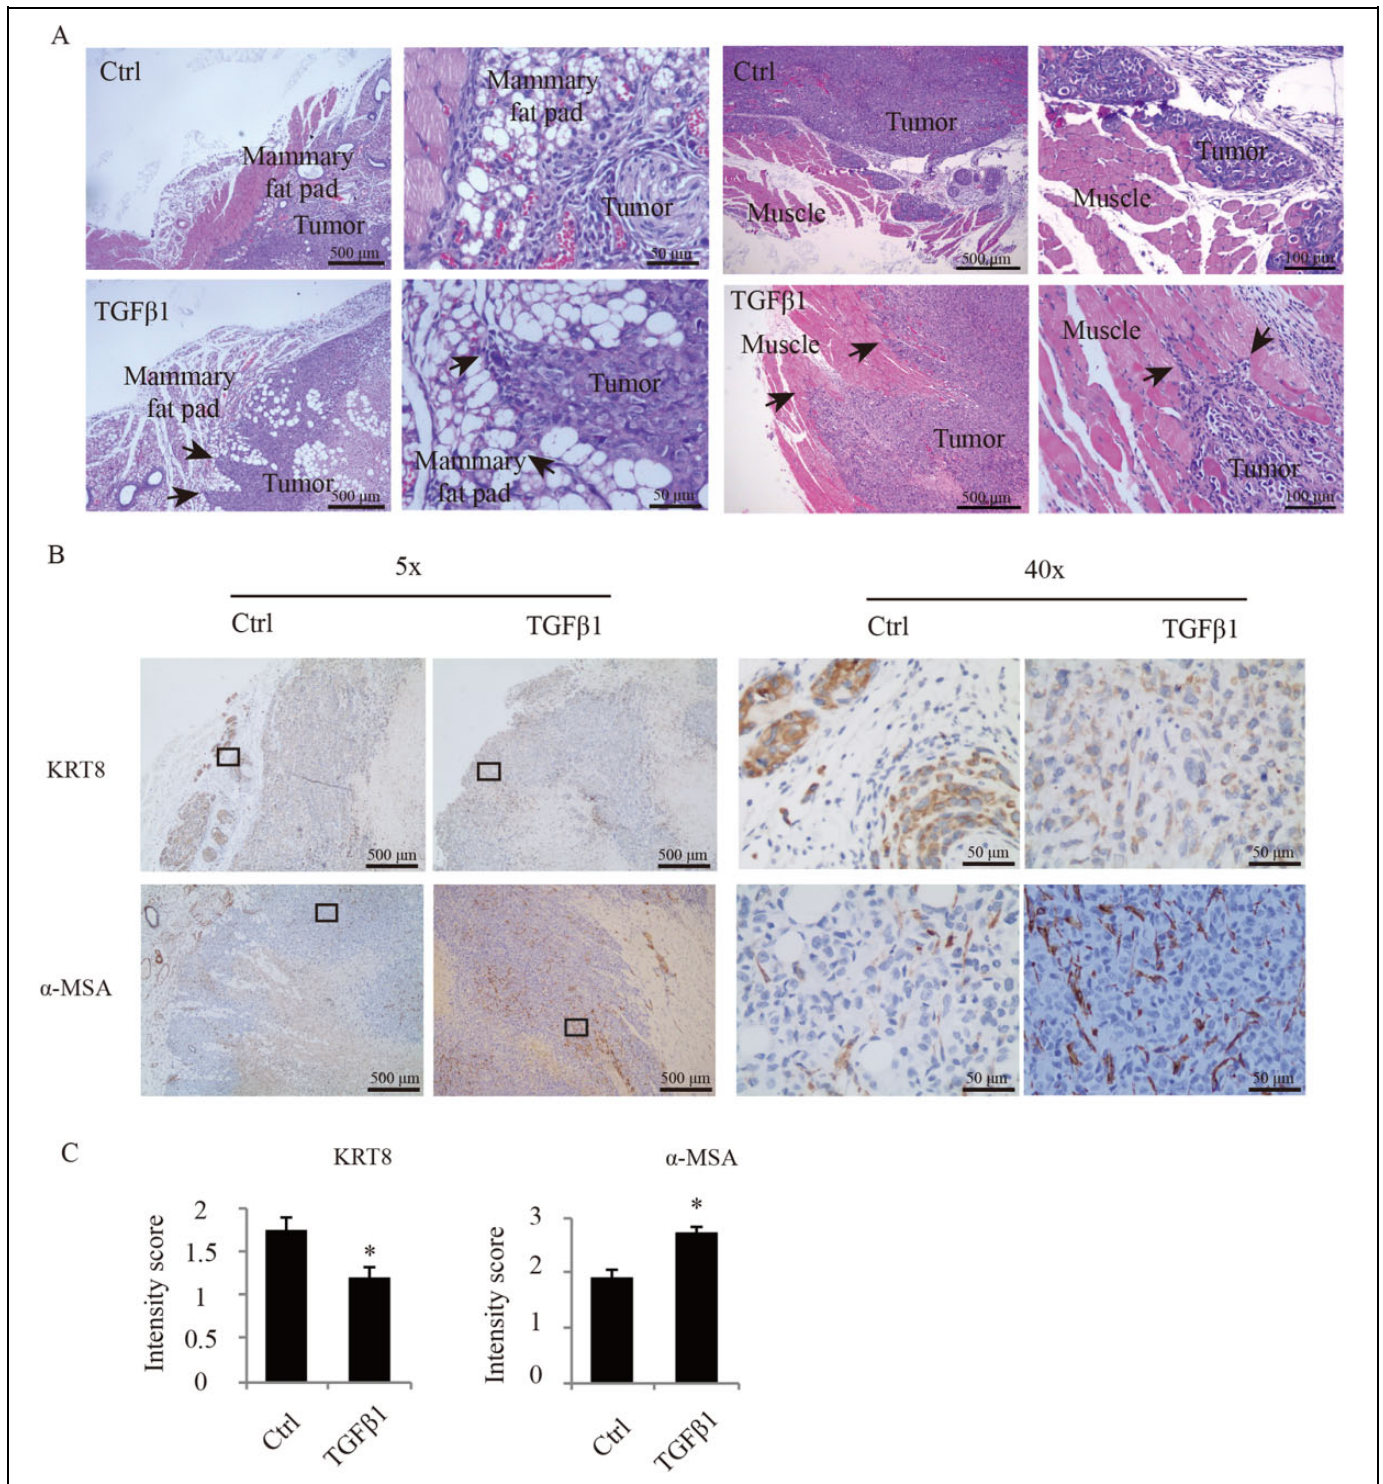 A
Ctrl
Mammary
fat pad
Tumor
500 μm
Mammary
fat pad
Tumor
50 μm
Ctrl
Tumor
Muscle
500 μm
Tumor
Muscle
100 μm
TGFβ1
Mammary
fat pad
Tumor
500 μm
Tumor
Mammary
fat pad
50 μm
TGFβ1
Muscle
Tumor
500 μm
Muscle
Tumor
100 μm
B
5x
40x
Ctrl
TGFβ1
Ctrl
TGFβ1
KRT8
500 μm
500 μm
50 μm
50 μm
α-MSA
500 μm
500 μm
50 μm
50 μm
C
KRT8
Intensity score
2
1.5
1
0.5
0
*
Ctrl
TGFβ1
α-MSA
Intensity score
3
2
1
0
*
Ctrl
TGFβ1